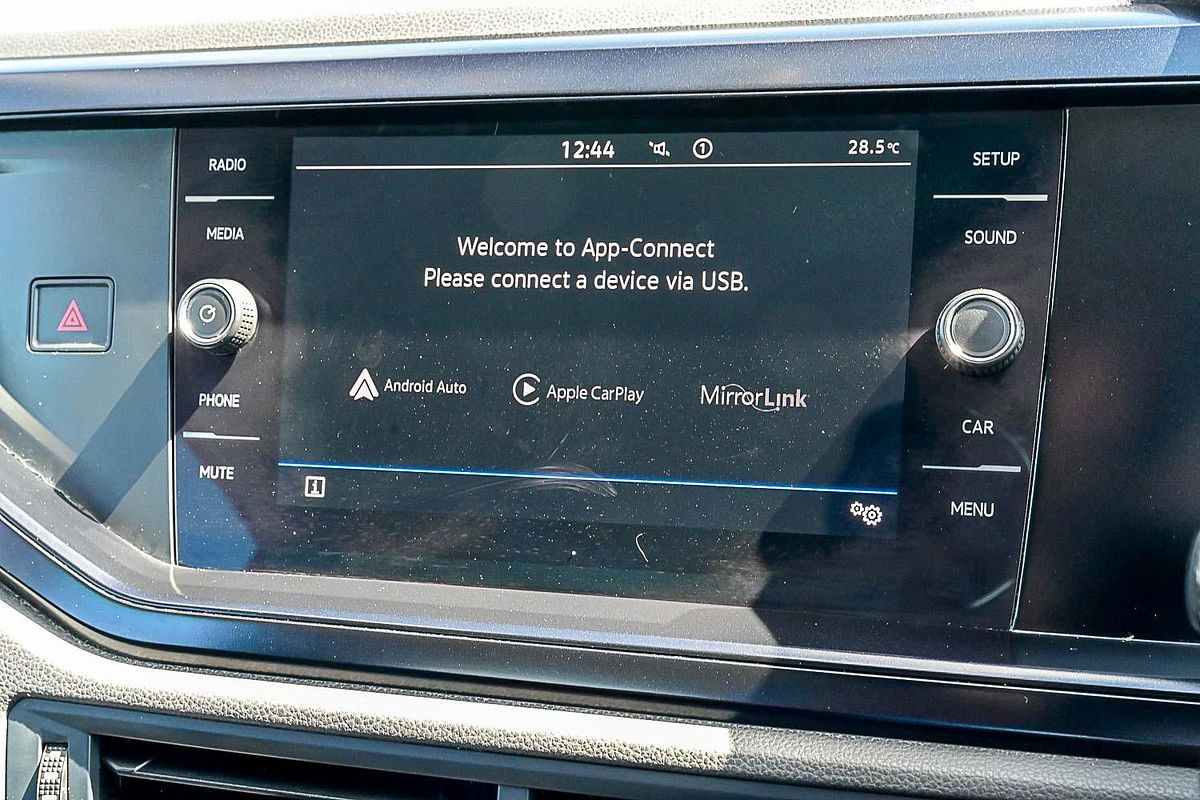 RADIO
MEDIA
PHONE
MUTE
12:44
1
28.5°C
Welcome to App-Connect
Please connect a device via USB.
Android Auto
Apple CarPlay
MirrorLink
i
SETUP
SOUND
CAR
MENU